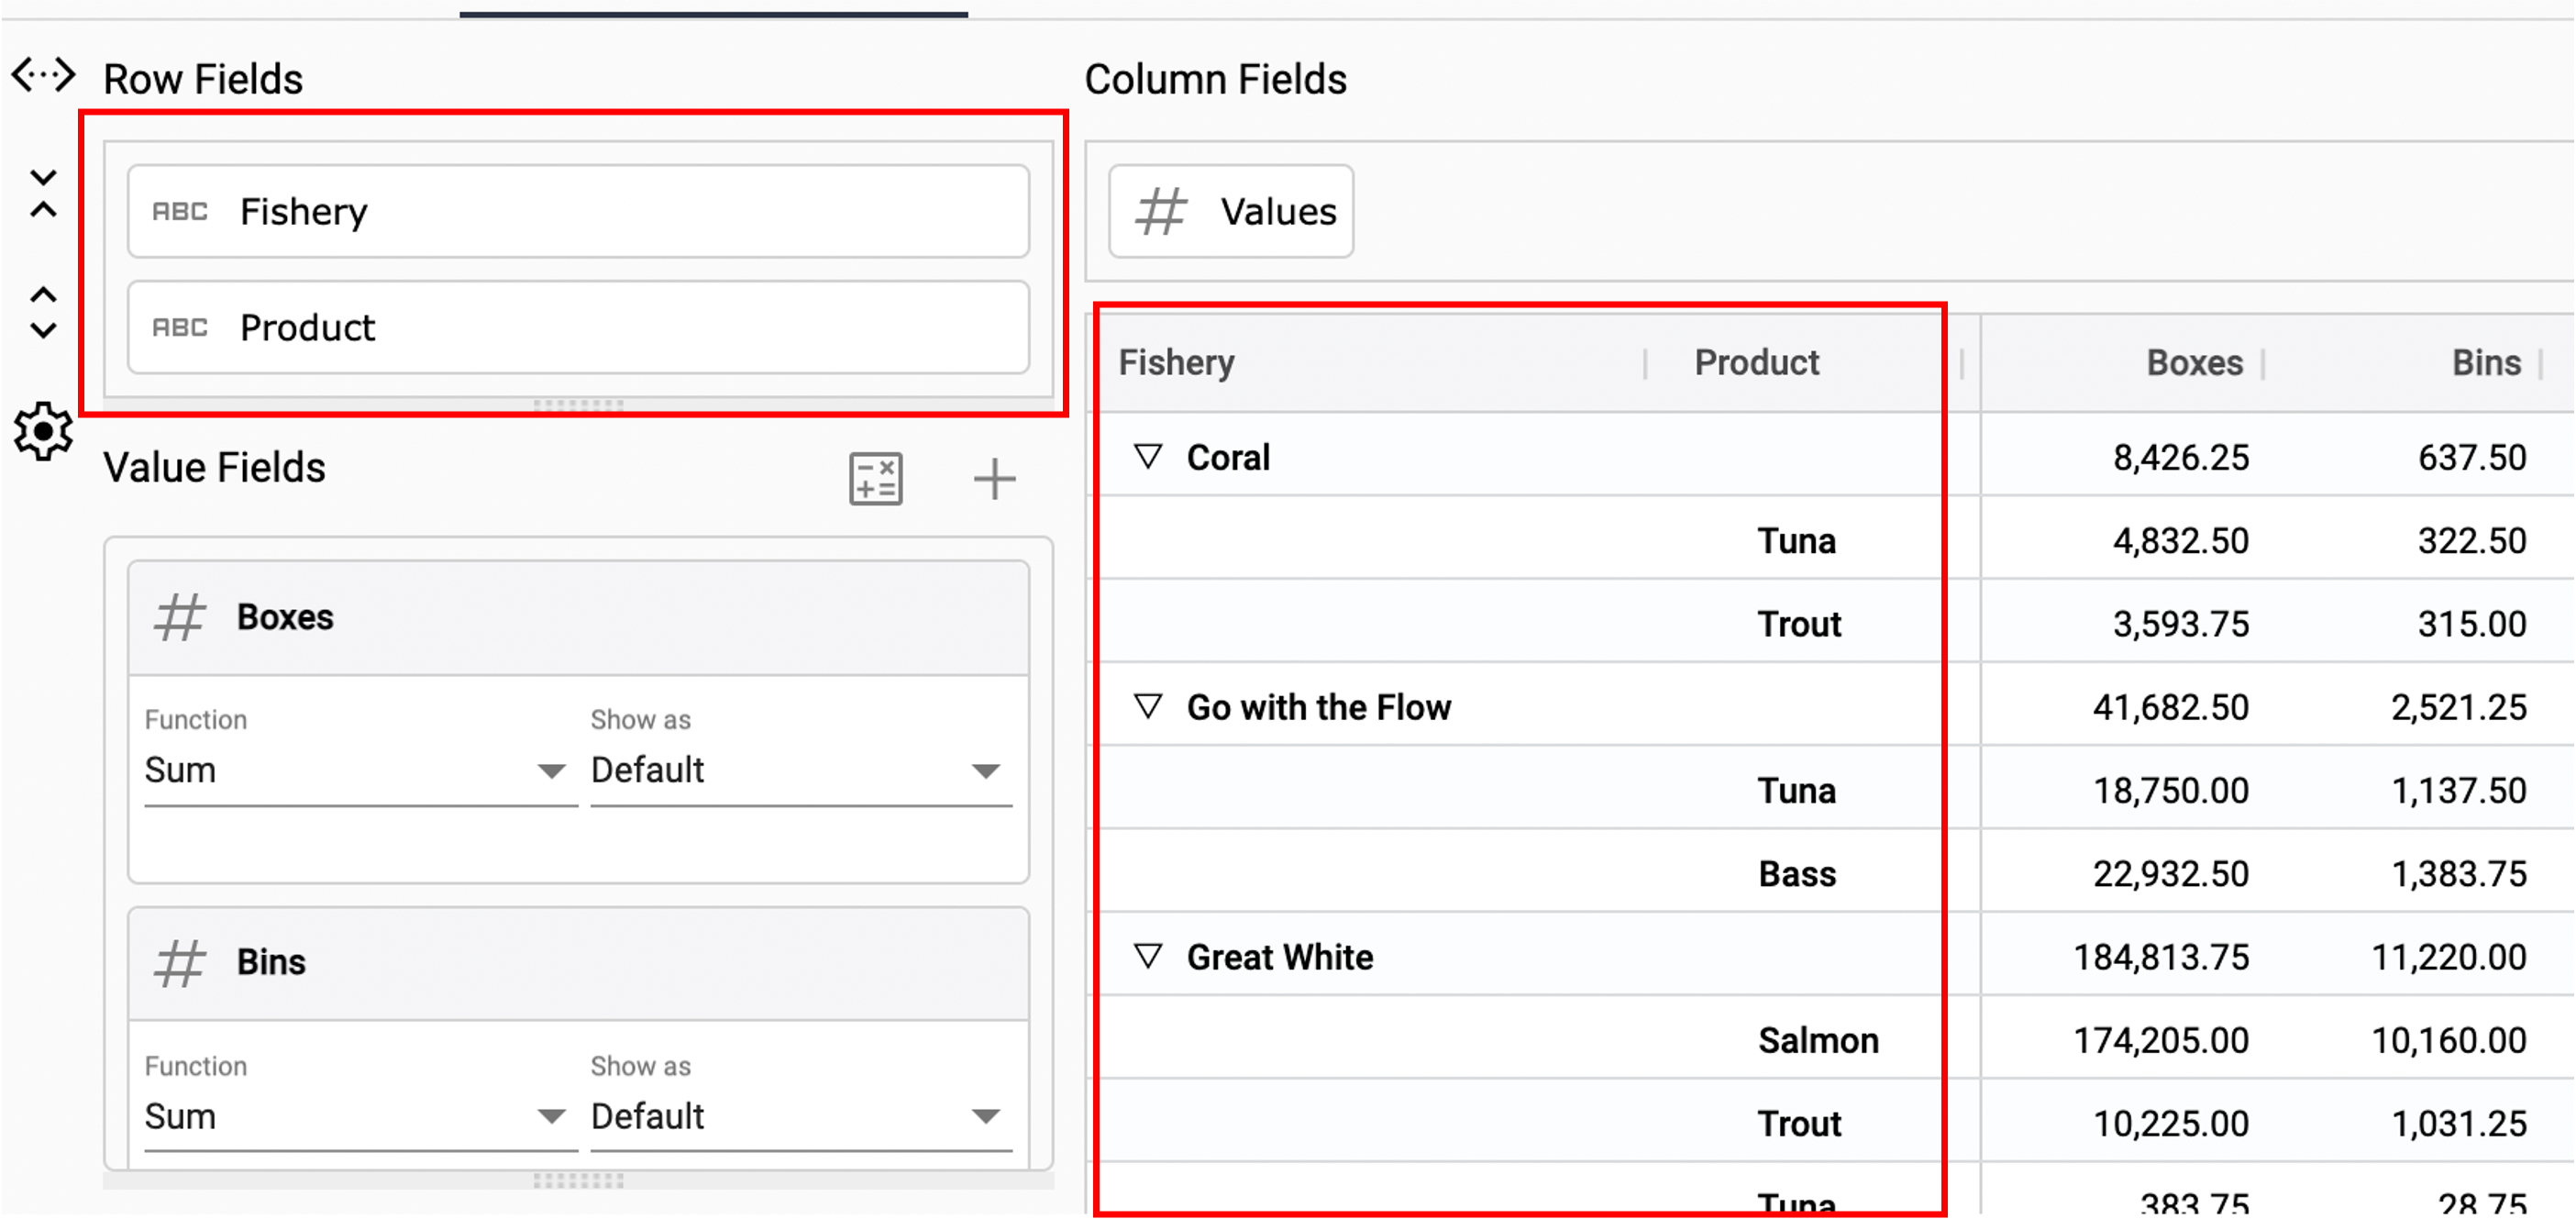 Row Fields
ABC Fishery
ABC Product
Value Fields
# Boxes
Function Show as
Sum Default
# Bins
Function Show as
Sum Default
Column Fields
# Values
Fishery Product Boxes Bins
Coral 8,426.25 637.50
Tuna 4,832.50 322.50
Trout 3,593.75 315.00
Go with the Flow 41,682.50 2,521.25
Tuna 18,750.00 1,137.50
Bass 22,932.50 1,383.75
Great White 184,813.75 11,220.00
Salmon 174,205.00 10,160.00
Trout 10,225.00 1,031.25
Tuna 383.75 28.75